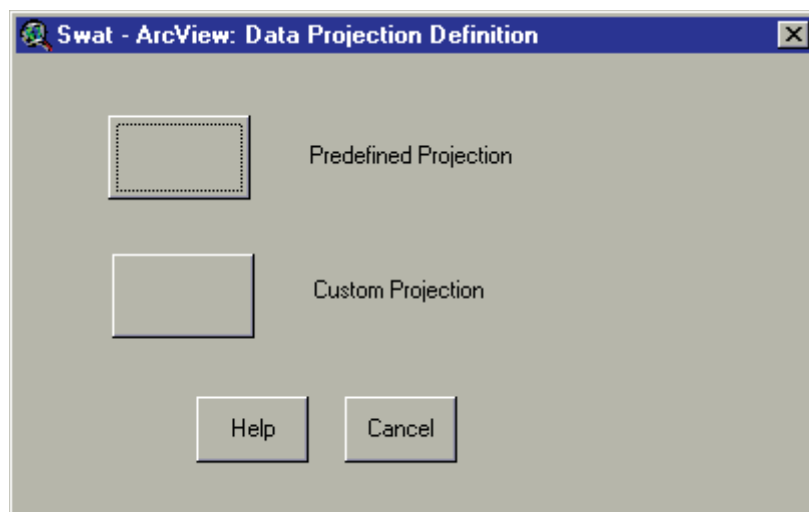 Swat - ArcView: Data Projection Definition
Predefined Projection
Custom Projection
Help Cancel